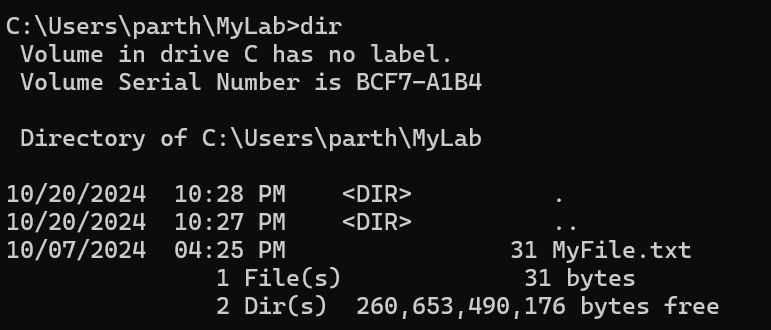 C:\Users\parth\MyLab>dir
Volume in drive C has no label.
Volume Serial Number is BCF7-A1B4
Directory of C:\Users\parth\MyLab
10/20/2024  10:28 PM    <DIR>          .
10/20/2024  10:27 PM    <DIR>          ..
10/07/2024  04:25 PM                31 MyFile.txt
1 File(s)             31 bytes
2 Dir(s)  260,653,490,176 bytes free